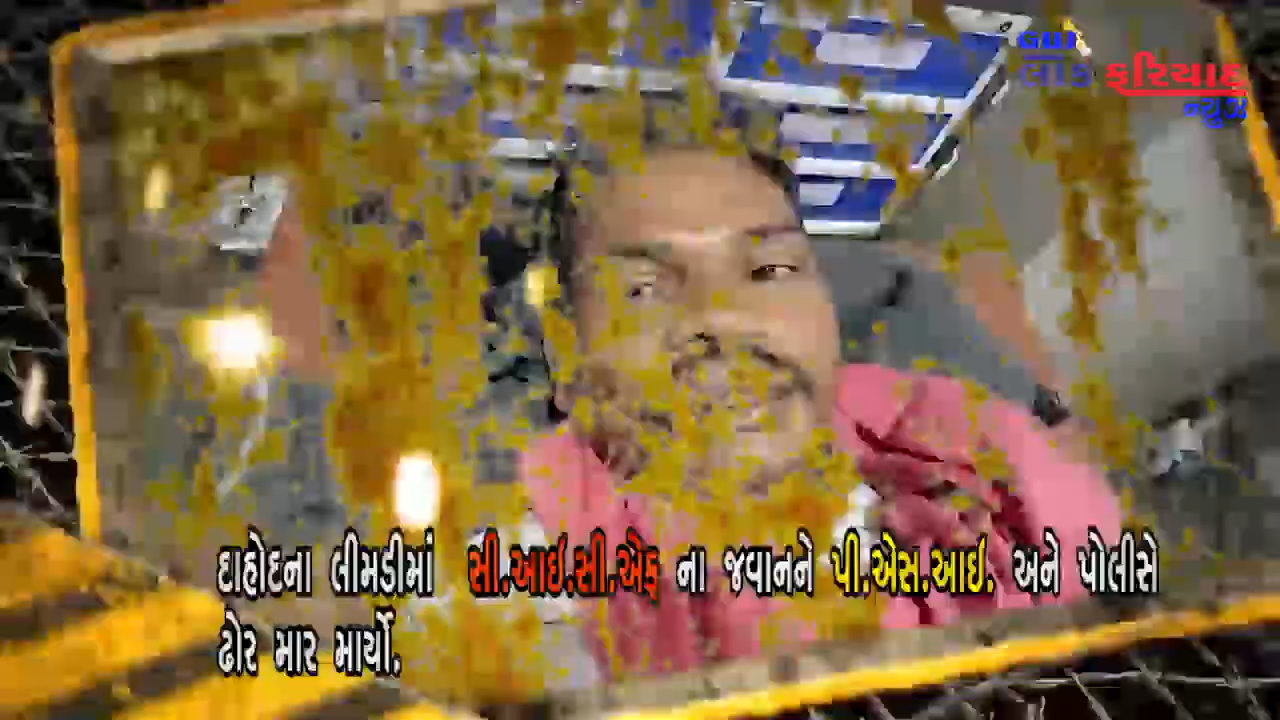 ફરિયાદ
ન્યૂઝ
દાહોદના લીમડીમાં સી.આઈ.સી.એફ ના જવાનને પી.એસ.આઈ. અને પોલીસે
ઢોર માર માર્યો.